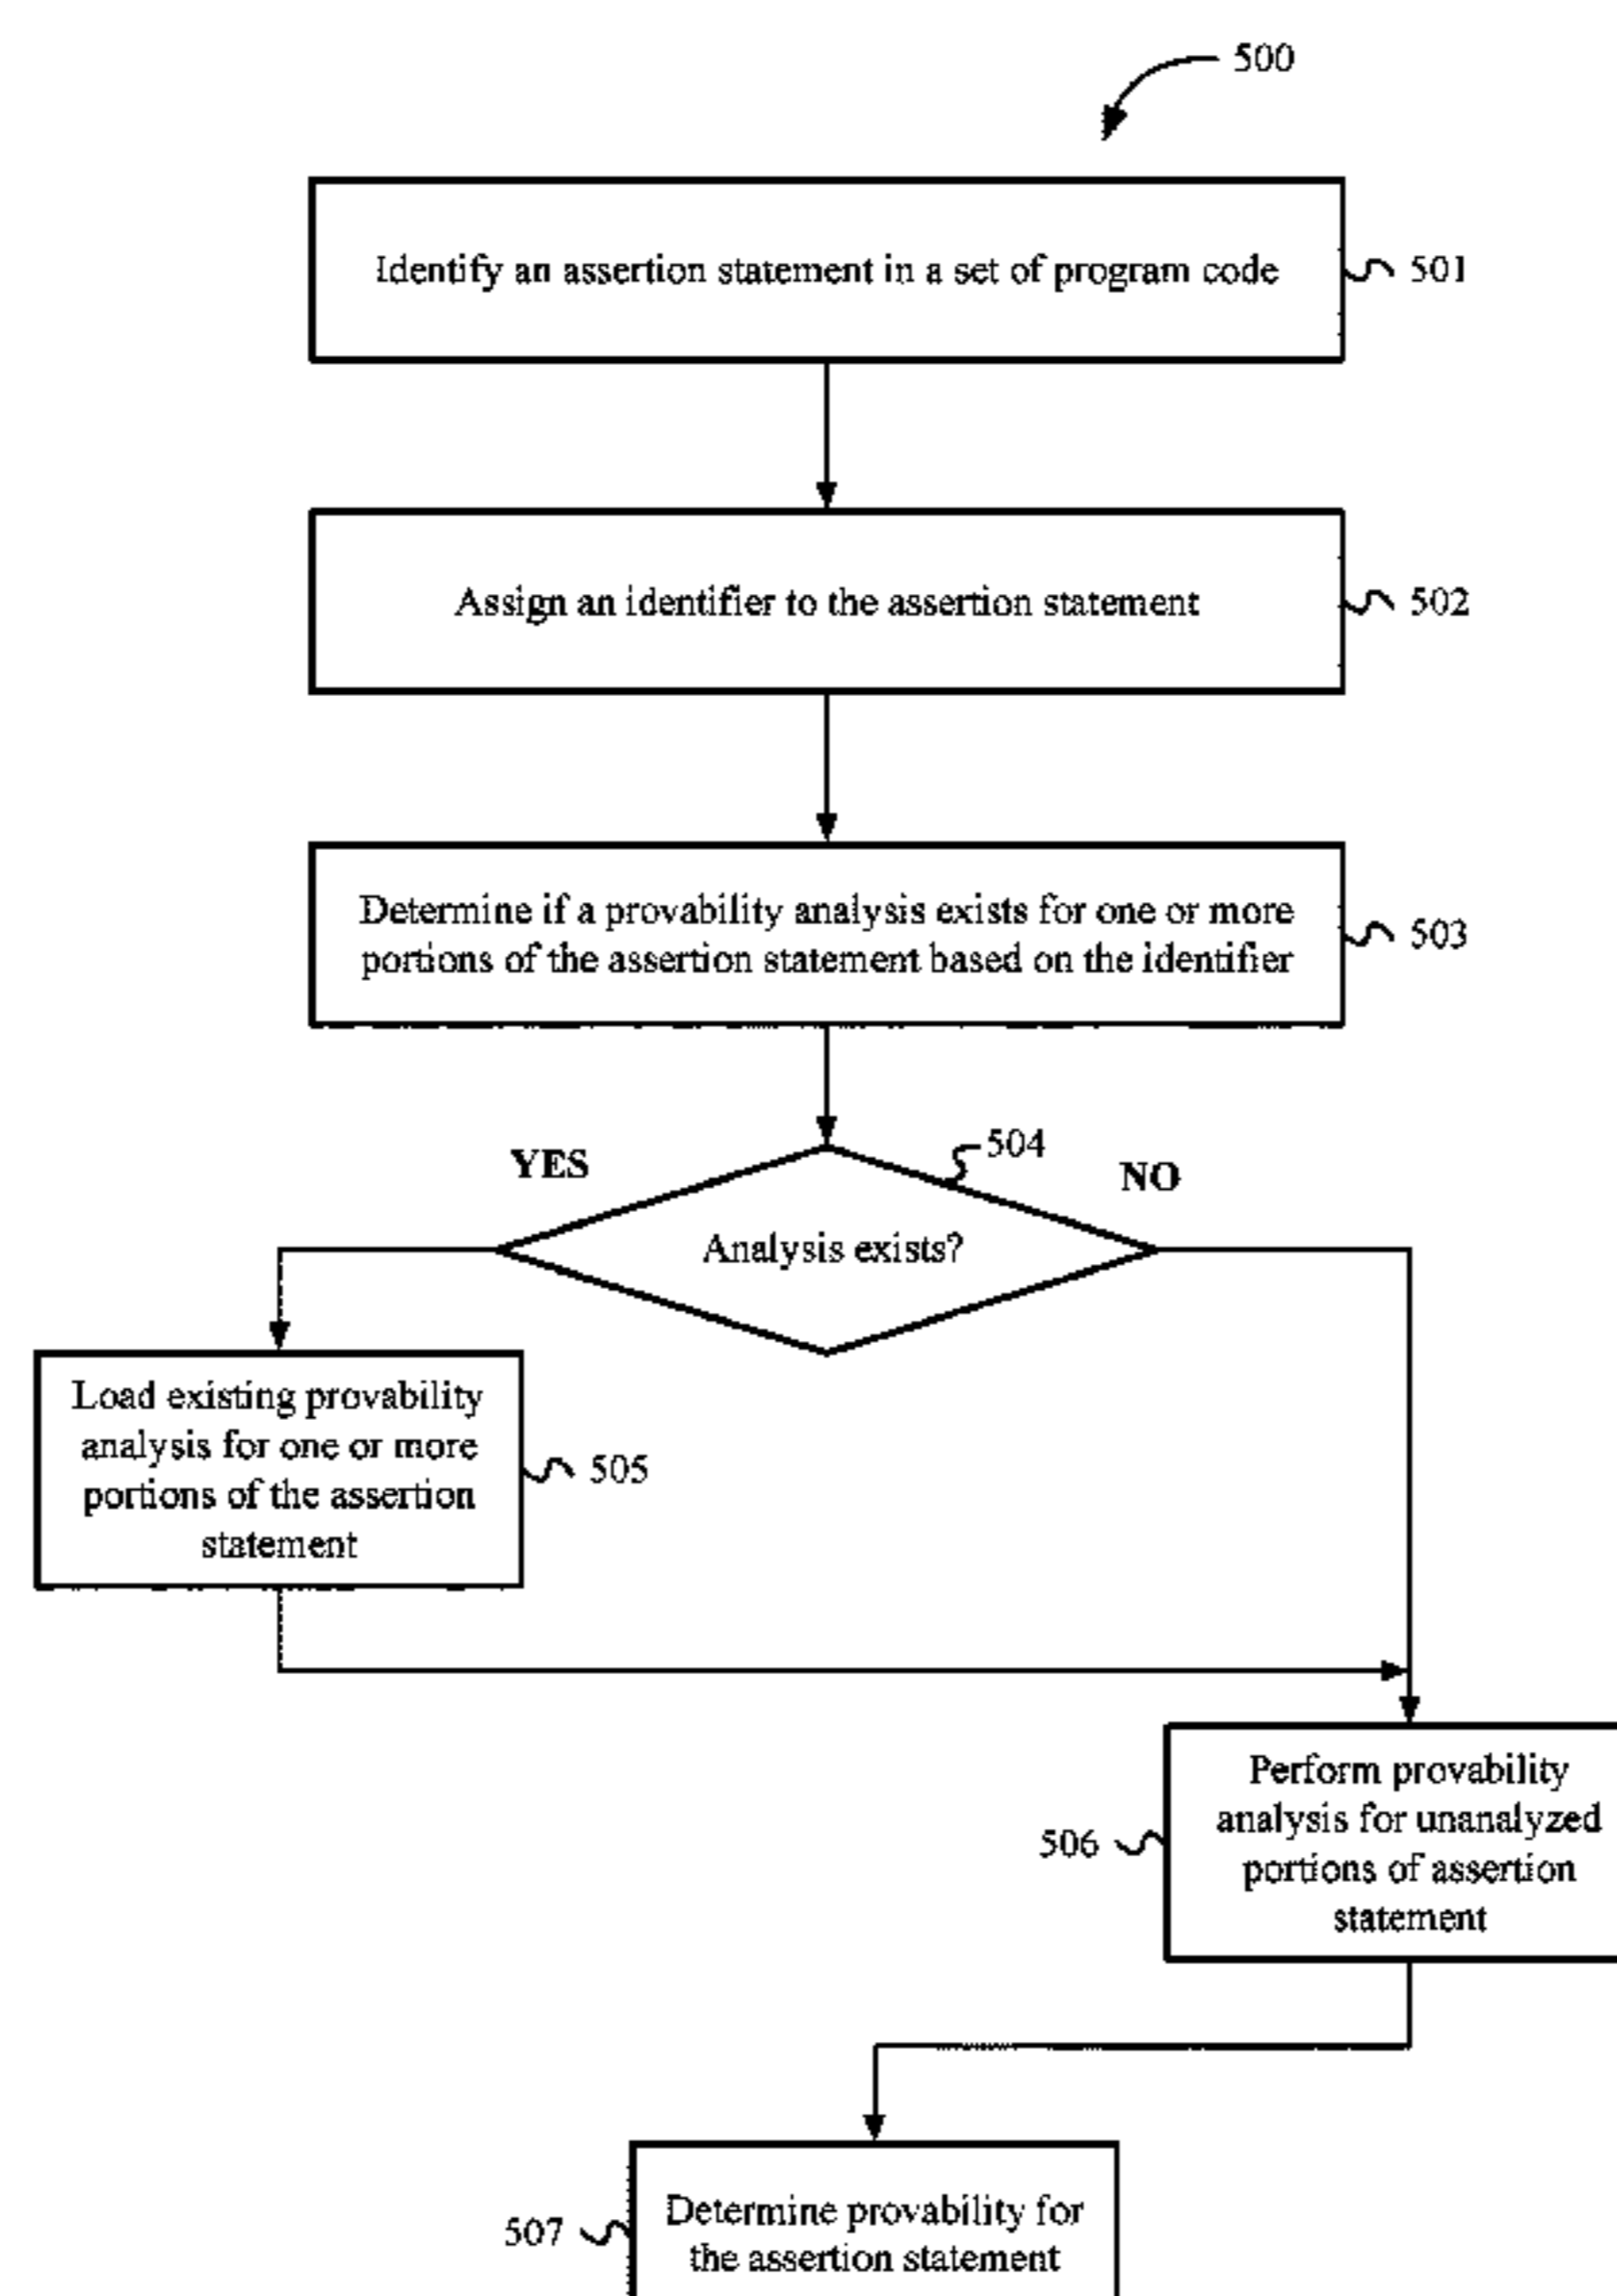 500
Identify an assertion statement in a set of program code
501
Assign an identifier to the assertion statement
502
Determine if a provability analysis exists for one or more
portions of the assertion statement based on the identifier
503
504
YES
NO
Analysis exists?
Load existing provability
analysis for one or more
portions of the assertion
statement
505
Perform provability
analysis for unanalyzed
portions of assertion
statement
506
Determine provability for
the assertion statement
507